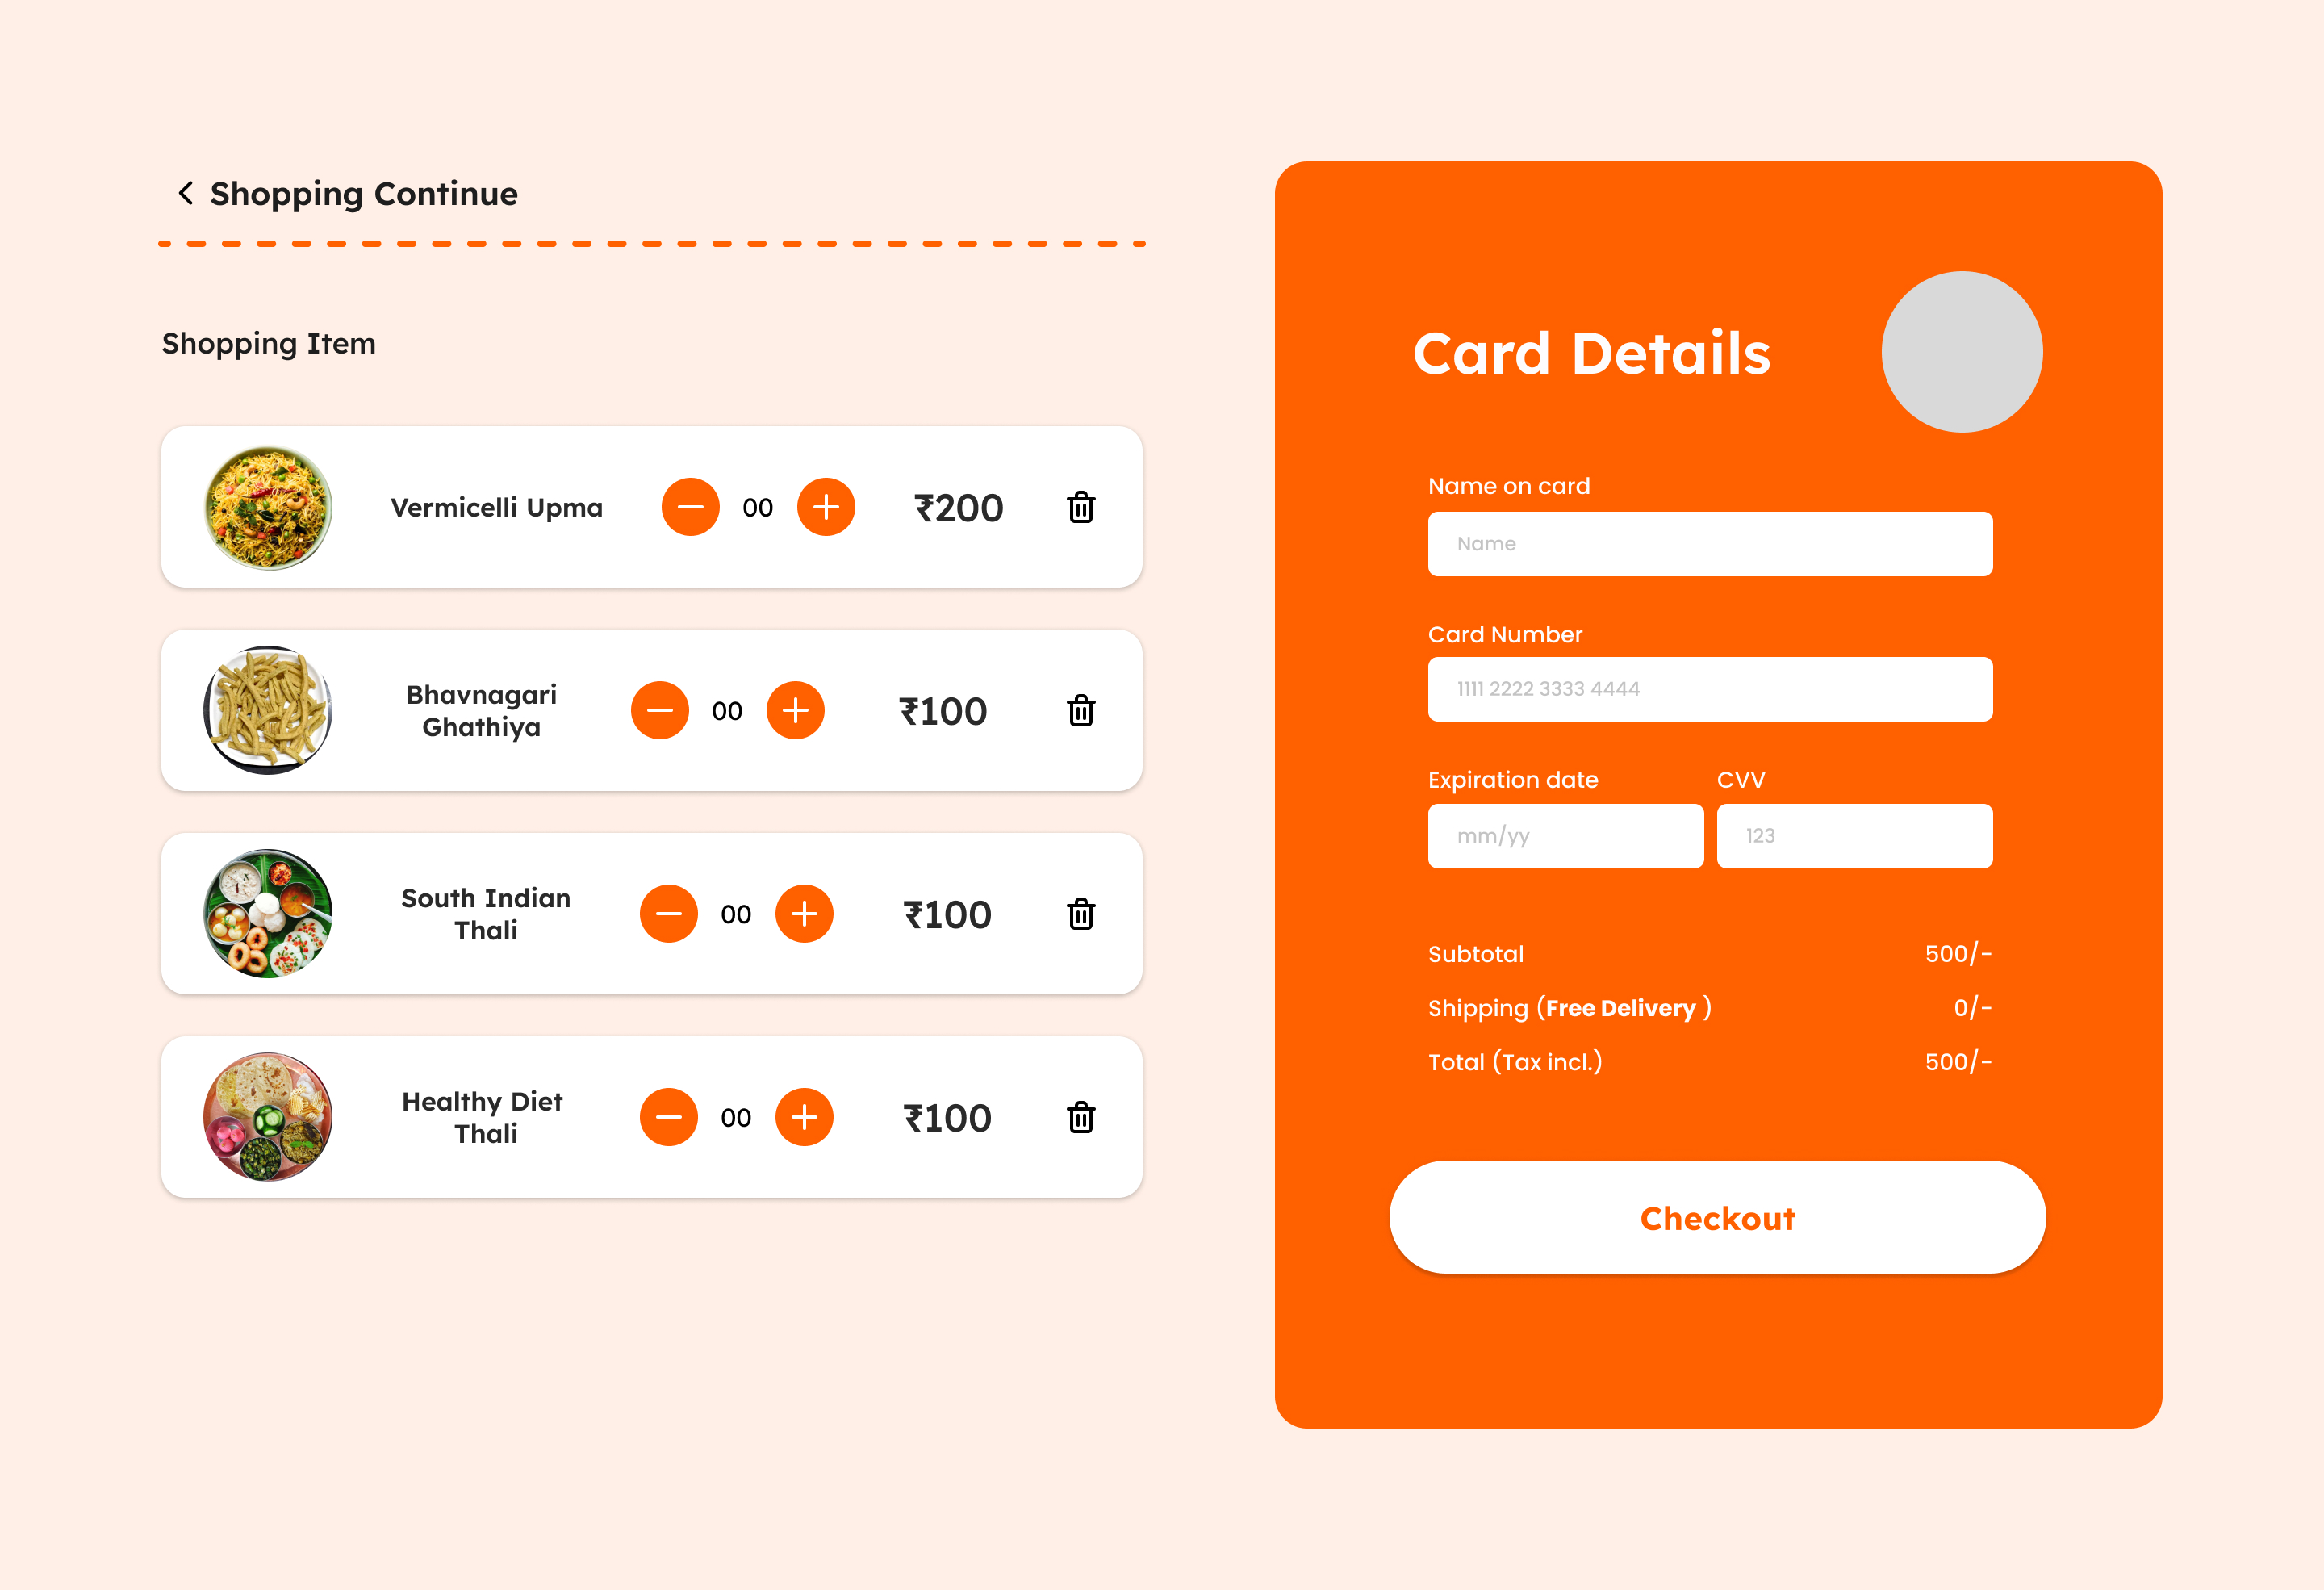 Shopping Continue
Shopping Item
Vermicelli Upma 00 ₹200
Bhavnagari
Ghathiya
00 ₹100
South Indian
Thali
00 ₹100
Healthy Diet
Thali
00 ₹100
Card Details
Name on card
Name
Card Number
1111 2222 3333 4444
Expiration date CVV
mm/yy 123
Subtotal 500/-
Shipping (Free Delivery ) 0/-
Total (Tax incl.) 500/-
Checkout